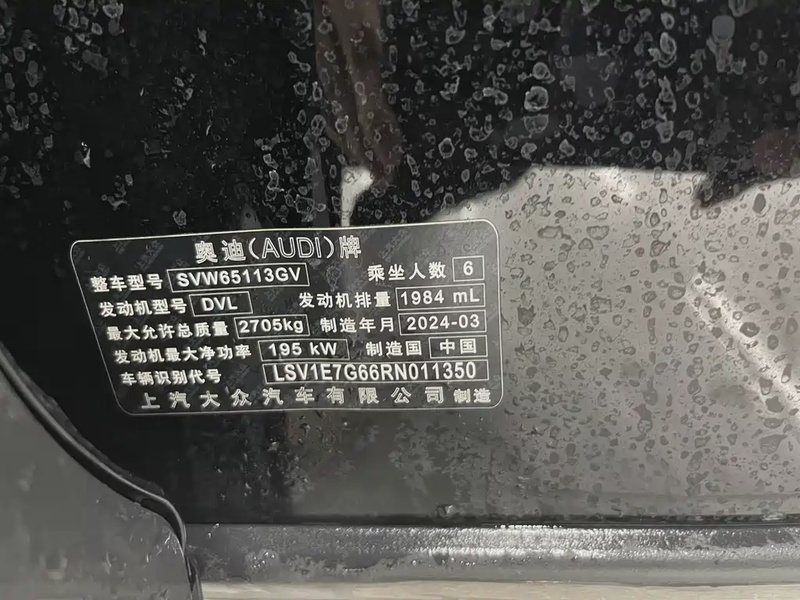 奥迪(AUDI)牌
整车型号 SVW65113GV 乘坐人数 6
发动机型号 DVL 发动机排量 1984 mL
最大允许总质量 2705kg 制造年月 2024-03
发动机最大净功率 195 kW 制造国 中国
车辆识别代号 LSV1E7G66RN011350
上汽大众汽车有限公司 制造